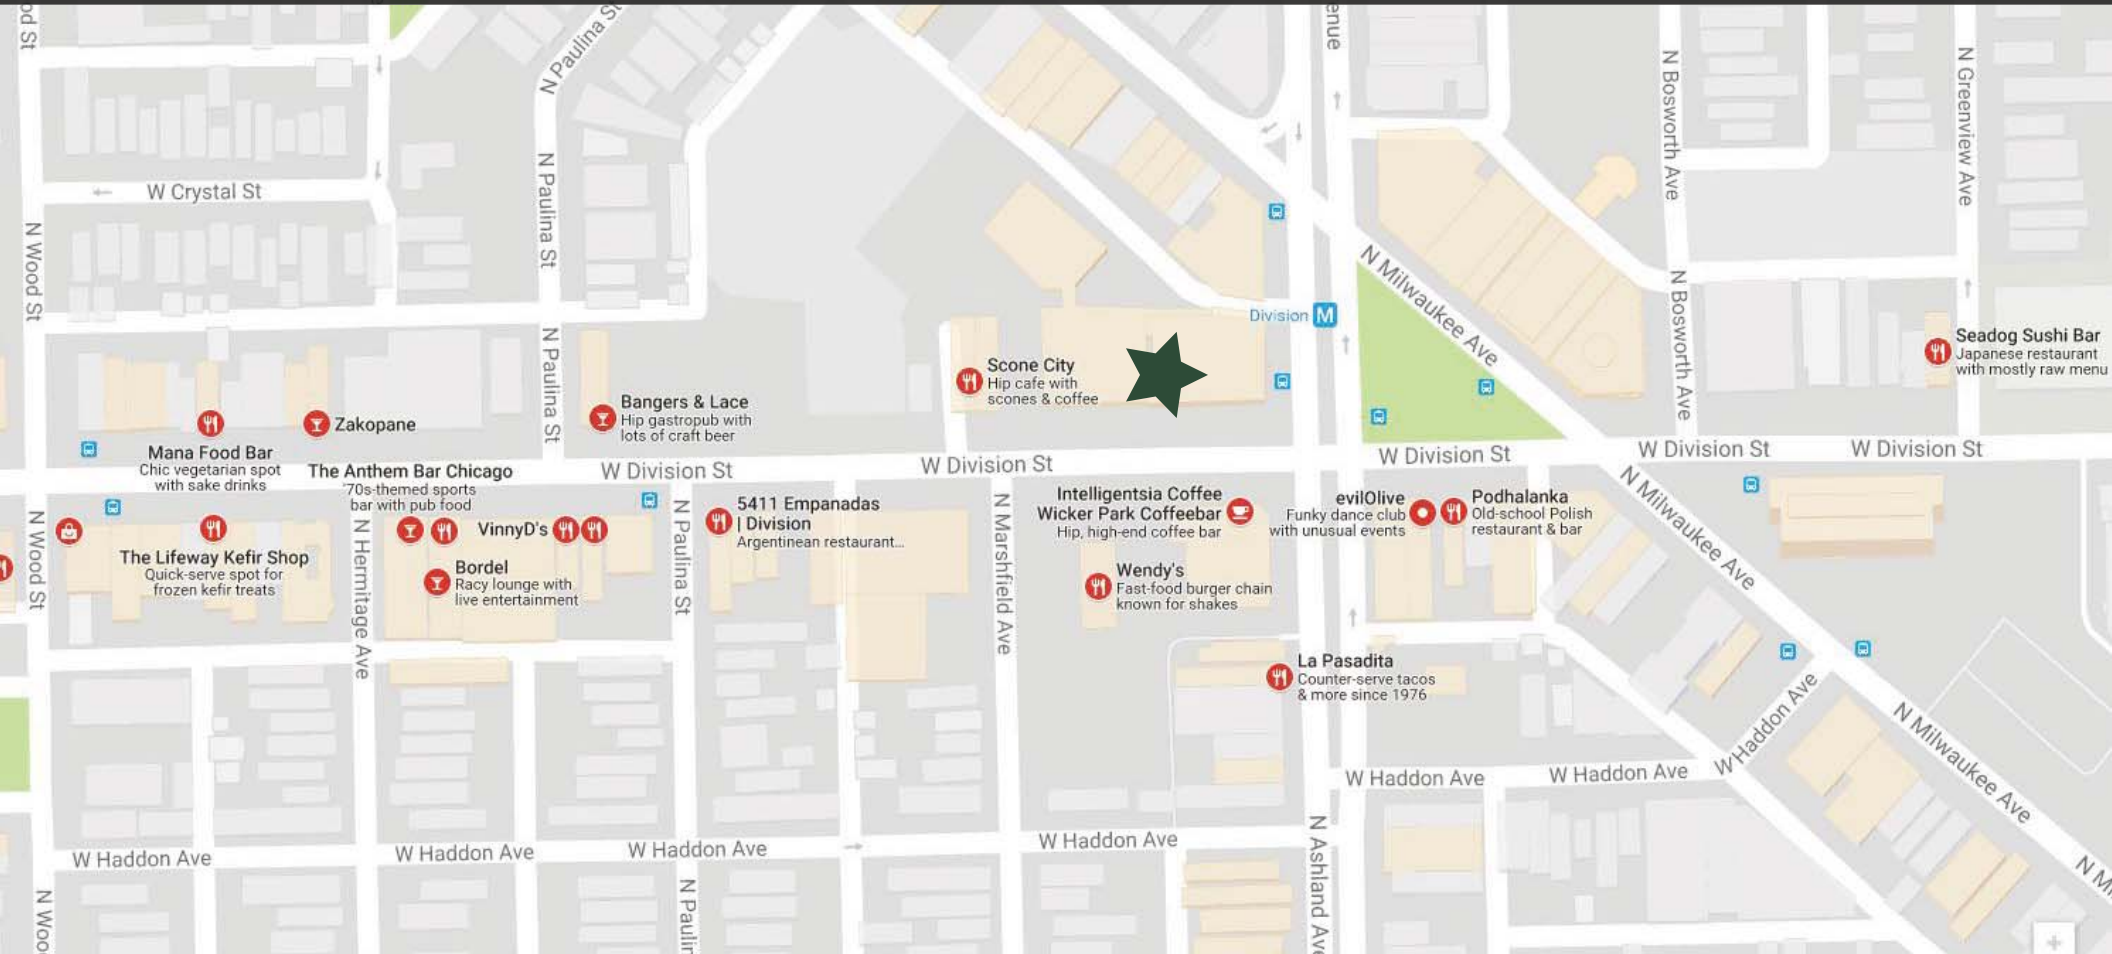 N Paulina St
enue
N Bosworth Ave
N Greenview Ave
W Crystal St
N Paulina St
N Wood St
N Milwaukee Ave
N Bosworth Ave
Division M
N Paulina St
Seadog Sushi Bar
Japanese restaurant
with mostly raw menu
Scone City
Hip cafe with
scones & coffee
Bangers & Lace
Hip gastropub with
lots of craft beer
Zakopane
Mana Food Bar
Chic vegetarian spot
with sake drinks
The Anthem Bar Chicago
'70s-themed sports
bar with pub food
W Division St
W Division St
W Division St
W Division St
W Division St
N Wood St
The Lifeway Kefir Shop
Quick-serve spot for
frozen kefir treats
N Hermitage Ave
VinnyD's
Bordel
Racy lounge with
live entertainment
N Paulina St
5411 Empanadas
| Division
Argentinean restaurant...
N Marshfield Ave
Intelligentsia Coffee
Wicker Park Coffeebar
Hip, high-end coffee bar
Wendy's
Fast-food burger chain
known for shakes
evilOlive
Funky dance club
with unusual events
Podhalanka
Old-school Polish
restaurant & bar
N Milwaukee Ave
La Pasadita
Counter-serve tacos
& more since 1976
W Haddon Ave
W Haddon Ave
W Haddon Ave
N Milwaukee Ave
W Haddon Ave
W Haddon Ave
W Haddon Ave
W Haddon Ave
N Ashland Ave
N Woo
N Paulin
N M